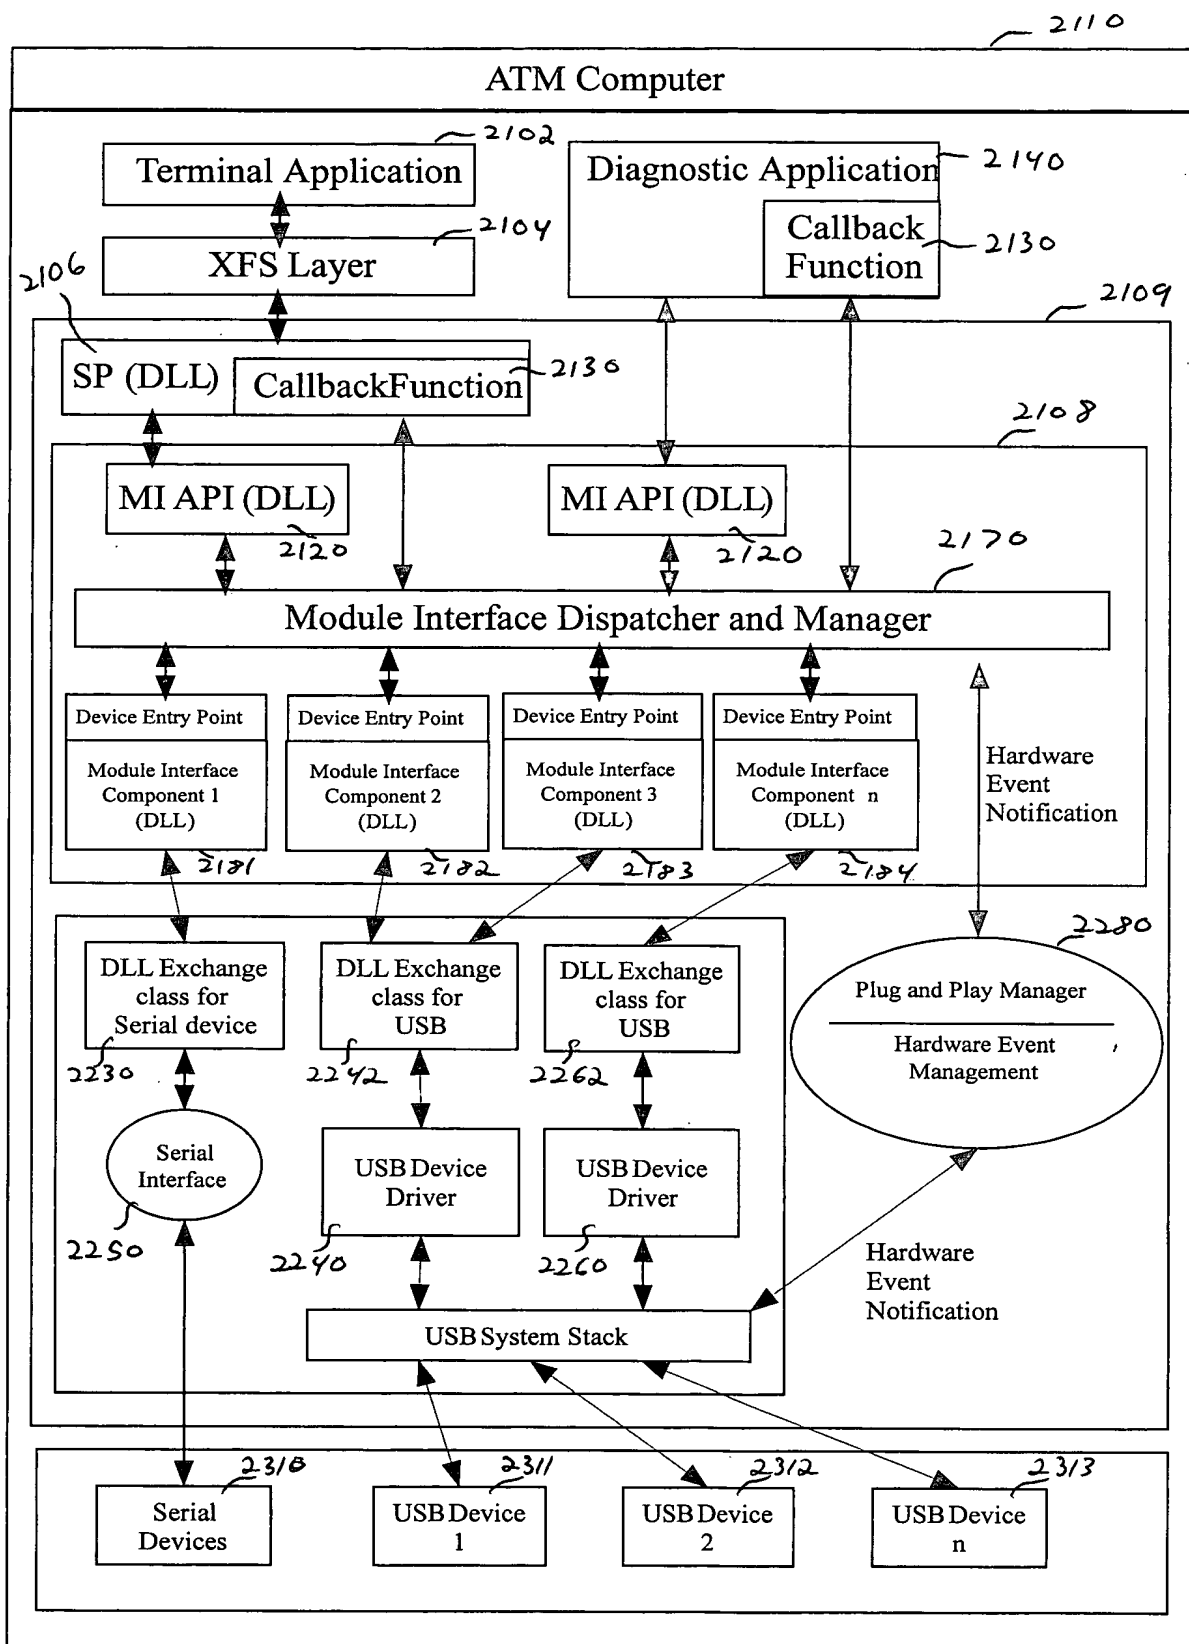 2110
ATM Computer
2102
Terminal Application
2140
Diagnostic Application
2104
XFS Layer
Callback
Function
2130
2106
2109
SP (DLL)
CallbackFunction
2130
2108
MI API (DLL)
2120
MI API (DLL)
2120
2170
Module Interface Dispatcher and Manager
Device Entry Point
Module Interface
Component 1
(DLL)
2181
Device Entry Point
Module Interface
Component 2
(DLL)
2182
Device Entry Point
Module Interface
Component 3
(DLL)
2183
Device Entry Point
Module Interface
Component n
(DLL)
2184
Hardware
Event
Notification
DLL Exchange
class for
Serial device
2230
DLL Exchange
class for
USB
2242
DLL Exchange
class for
USB
2262
2280
Plug and Play Manager
Hardware Event
Management
Serial
Interface
2250
USB Device
Driver
2240
USB Device
Driver
2260
Hardware
Event
Notification
USB System Stack
2310
Serial
Devices
2311
USB Device
1
2312
USB Device
2
2313
USB Device
n